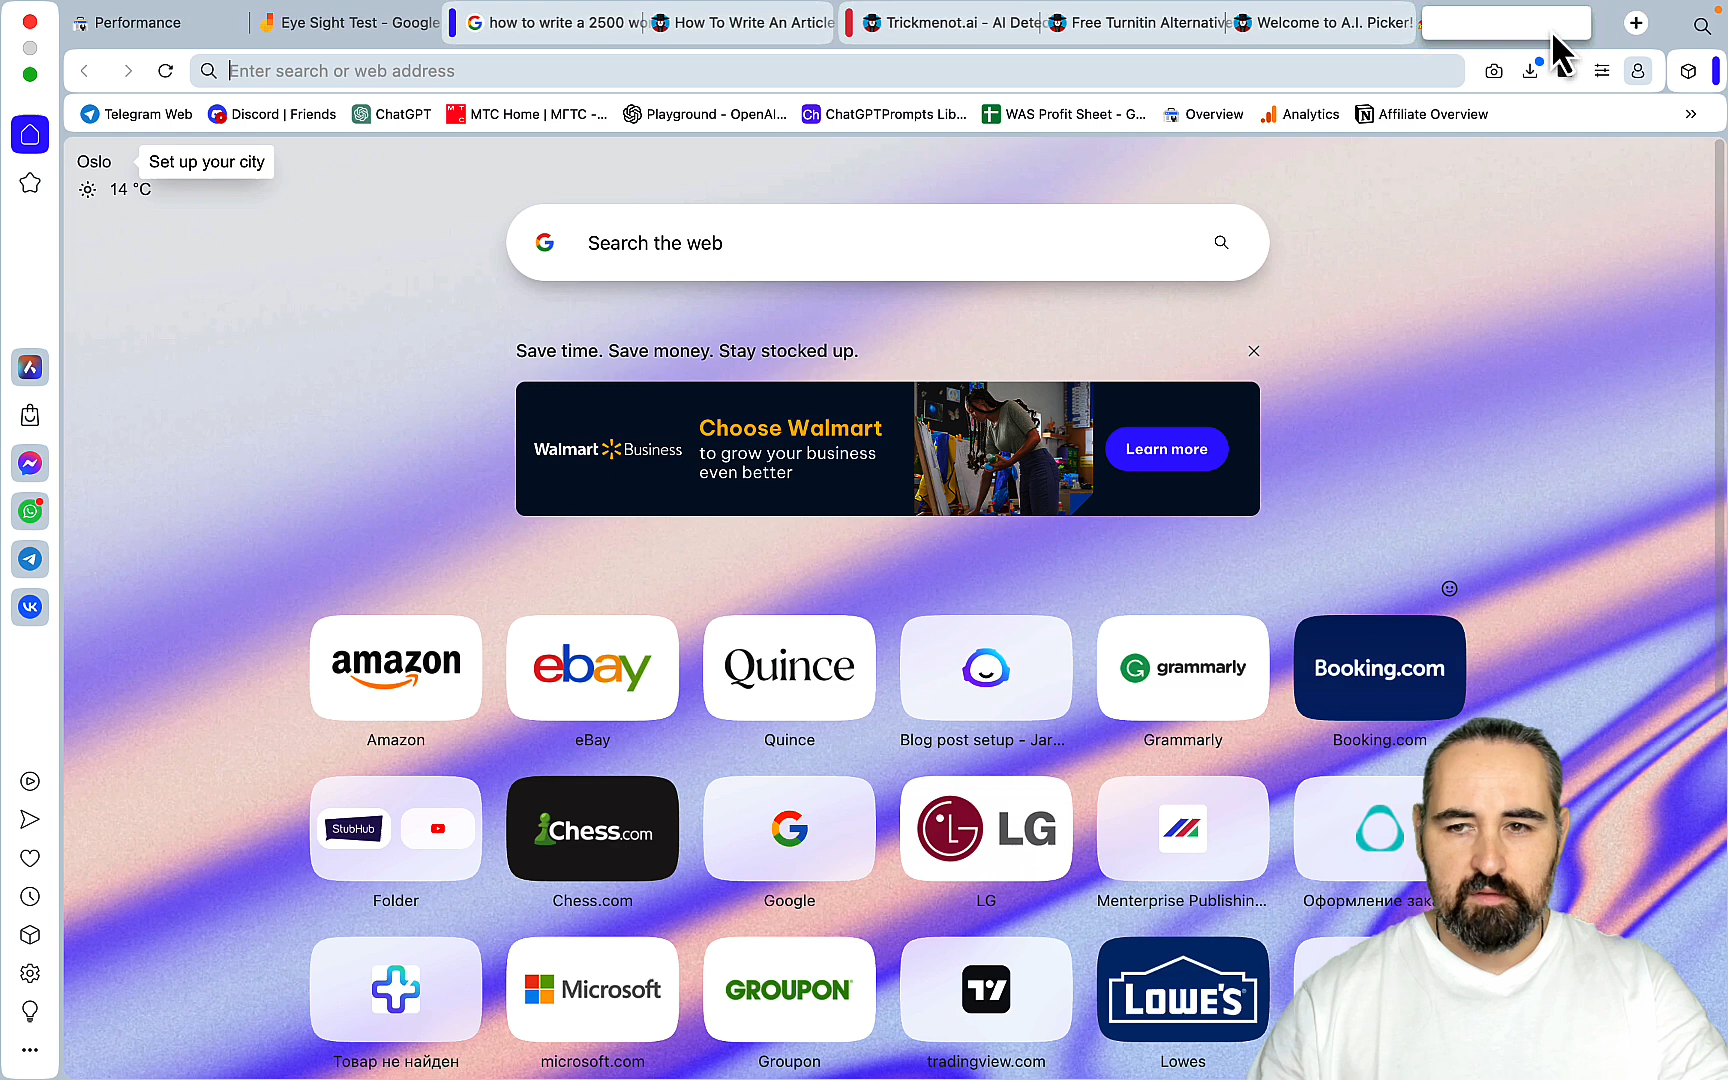 Performance
Eye Sight Test - Google
how to write a 2500 wo
How To Write An Article
Trickmenot.ai - AI Dete
Free Turnitin Alternative
Welcome to A.I. Picker!
Enter search or web address
Telegram Web
Discord | Friends
ChatGPT
МТС Home | МГТС -...
Playground - OpenAI...
Ch
ChatGPTPrompts Lib...
WAS Profit Sheet - G...
Overview
Analytics
Affiliate Overview
Oslo
Set up your city
14 °C
Search the web
Save time. Save money. Stay stocked up.
Walmart Business
Choose Walmart
to grow your business
even better
Learn more
amazon
ebay
Quince
grammarly
Booking.com
Amazon
eBay
Quince
Blog post setup - Jar...
Grammarly
Booking.com
StubHub
Chess.com
LG
Folder
Chess.com
Google
LG
Menterprise Publishin...
Оформление зак
Microsoft
GROUPON
LOWE'S
Товар не найден
microsoft.com
Groupon
tradingview.com
Lowes